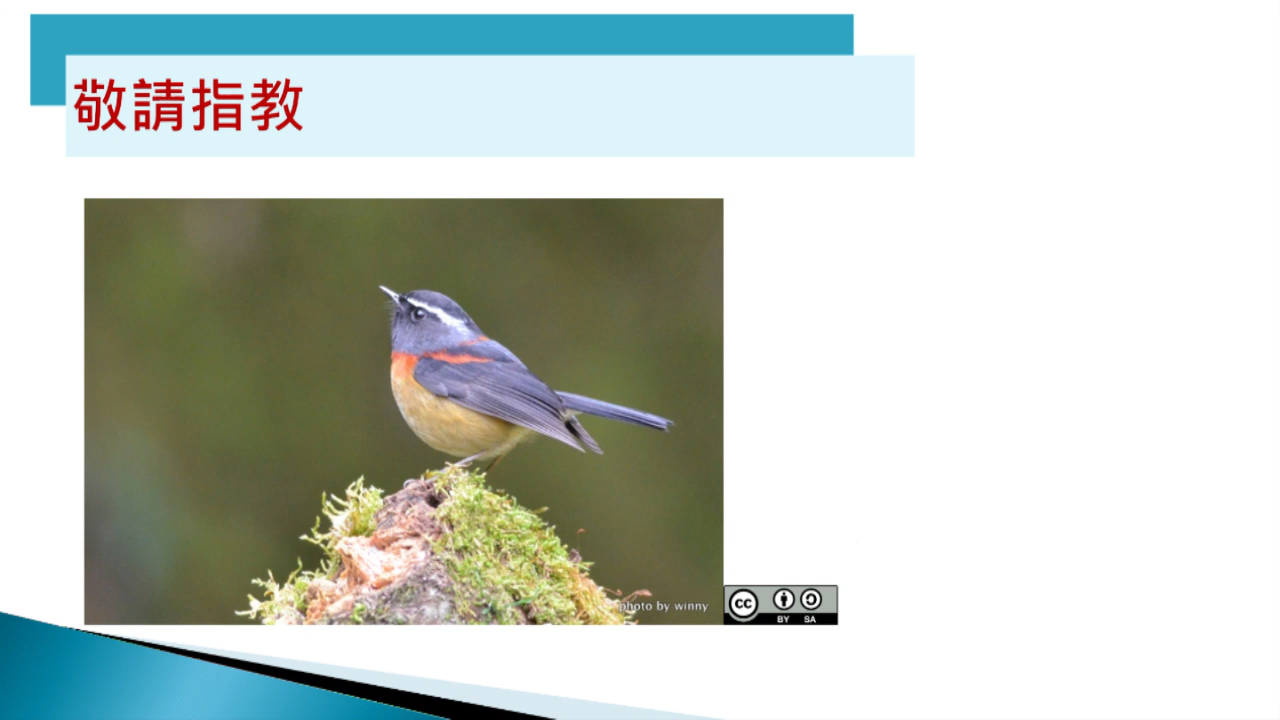 敬請指教
photo by winny
cc
BY SA